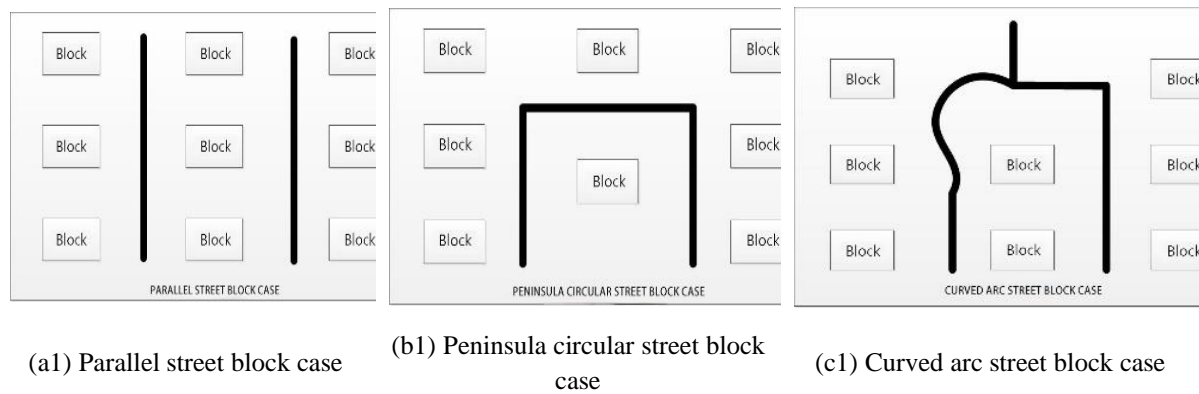 Block Block Block
Block Block Block
Block Block Block
PARALLEL STREET BLOCK CASE
(a1) Parallel street block case
Block Block Block
Block Block
Block
Block Block
PENINSULA CIRCULAR STREET BLOCK CASE
(b1) Peninsula circular street block
case
Block Block
Block Block Block
Block Block Block
CURVED ARC STREET BLOCK CASE
(c1) Curved arc street block case